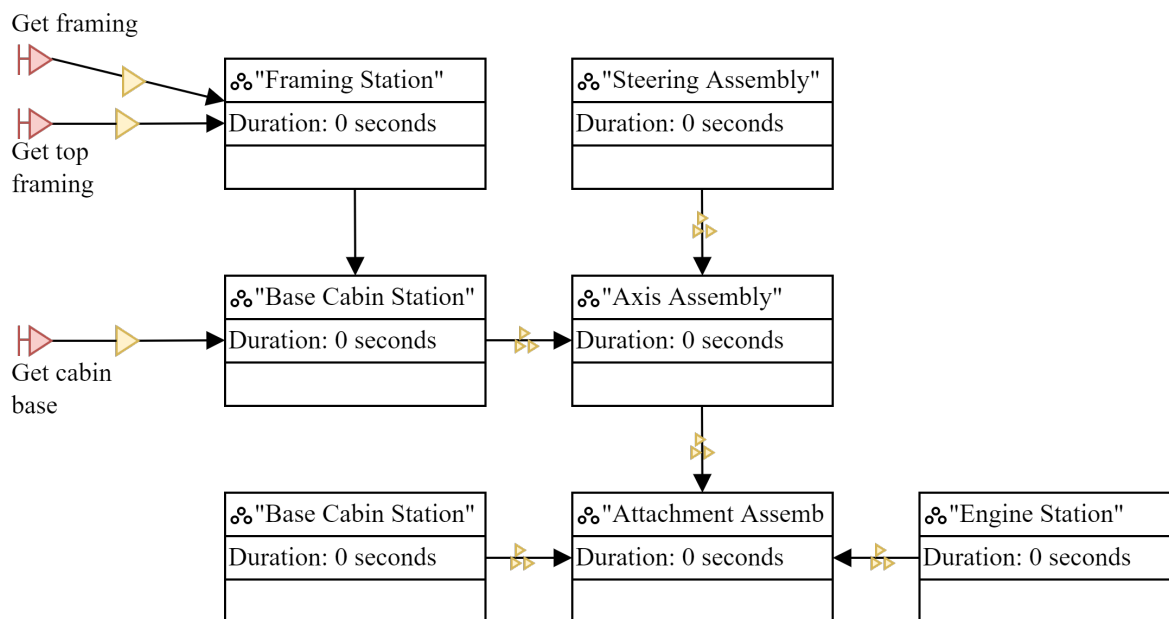 Get framing
"Framing Station"
Duration: 0 seconds
"Steering Assembly"
Duration: 0 seconds
Get top
framing
"Base Cabin Station"
Duration: 0 seconds
"Axis Assembly"
Duration: 0 seconds
Get cabin
base
"Base Cabin Station"
Duration: 0 seconds
"Attachment Assemb
Duration: 0 seconds
"Engine Station"
Duration: 0 seconds